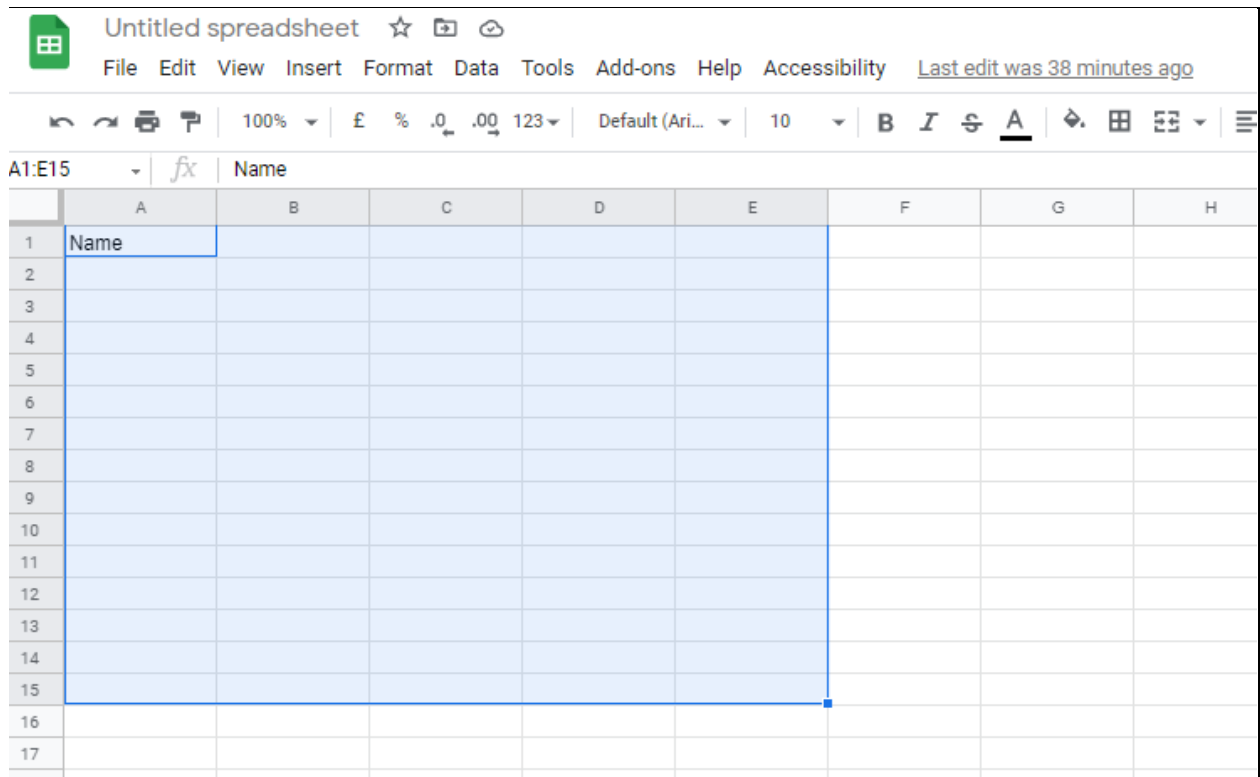 Untitled spreadsheet
File Edit View Insert Format Data Tools Add-ons Help Accessibility Last edit was 38 minutes ago
100% £ % .0 .00 123 Default (Ari... 10 B I S A
A1:E15 fx Name
A B C D E F G H
1 Name
2
3
4
5
6
7
8
9
10
11
12
13
14
15
16
17